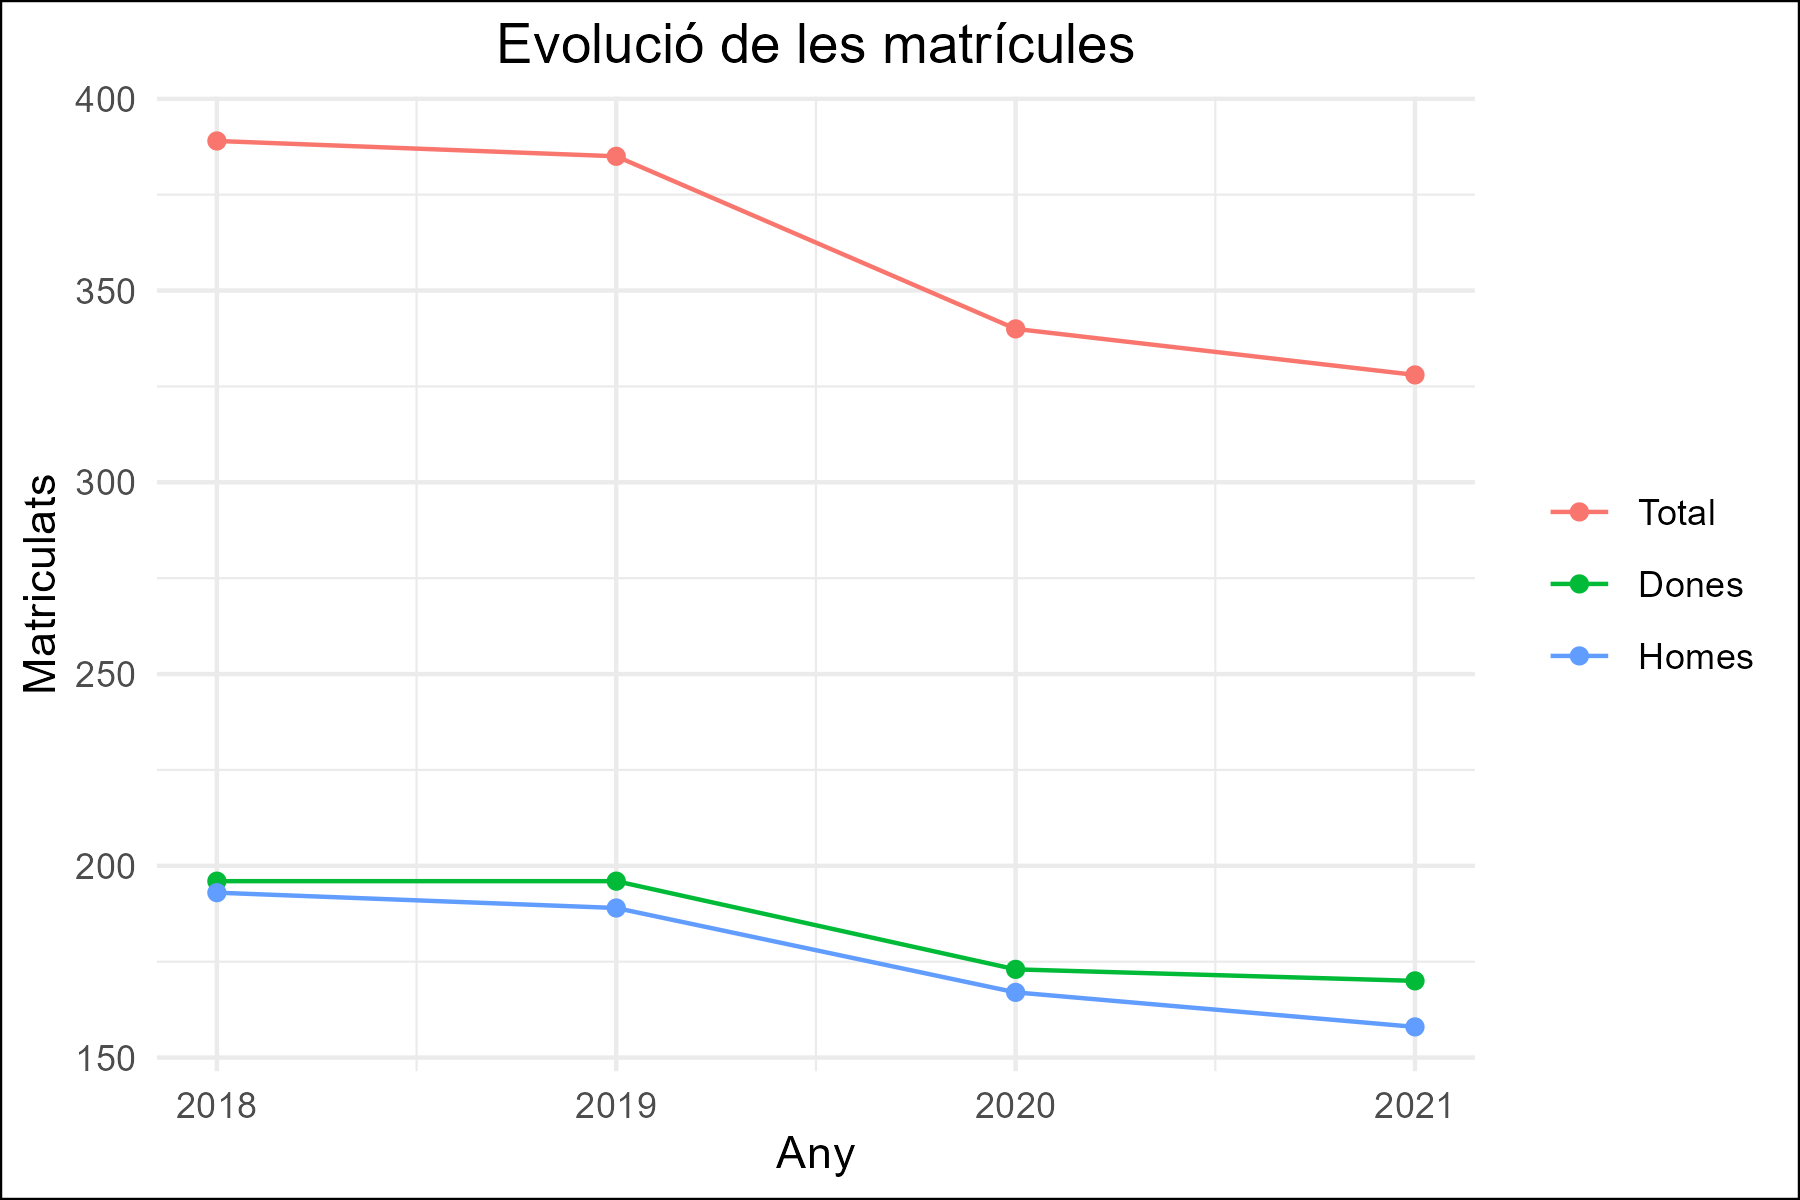 Evolució de les matrícules
Matriculats
400
350
300
250
200
150
2018 2019 2020 2021
Any
Total
Dones
Homes